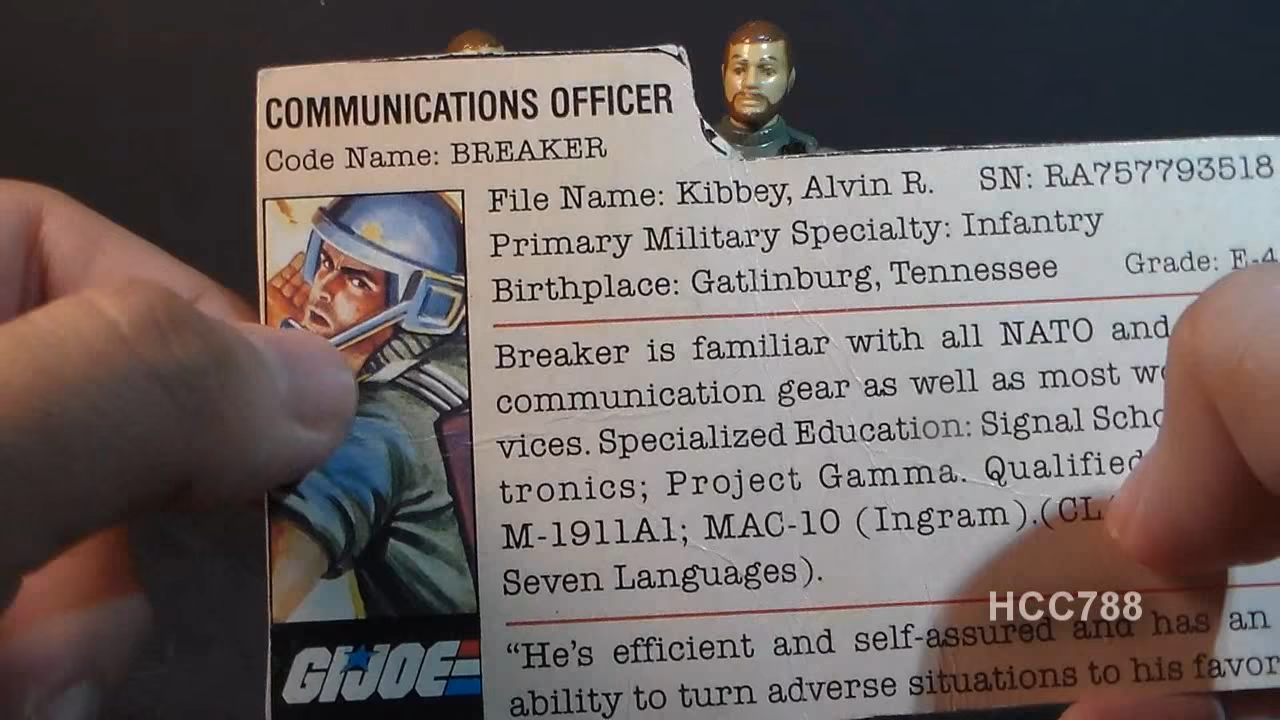 COMMUNICATIONS OFFICER
Code Name: BREAKER
File Name: Kibbey, Alvin R. SN: RA757793518
Primary Military Specialty: Infantry
Birthplace: Gatlinburg, Tennessee Grade: E-4
Breaker is familiar with all NATO and
communication gear as well as most
vices. Specialized Education: Signal
tronics; Project Gamma. Qualified
M-1911A1; MAC-10 (Ingram).(CL
Seven Languages).
"He's efficient and self-assured and has an
ability to turn adverse situations to his favor
GI JOE
HCC788